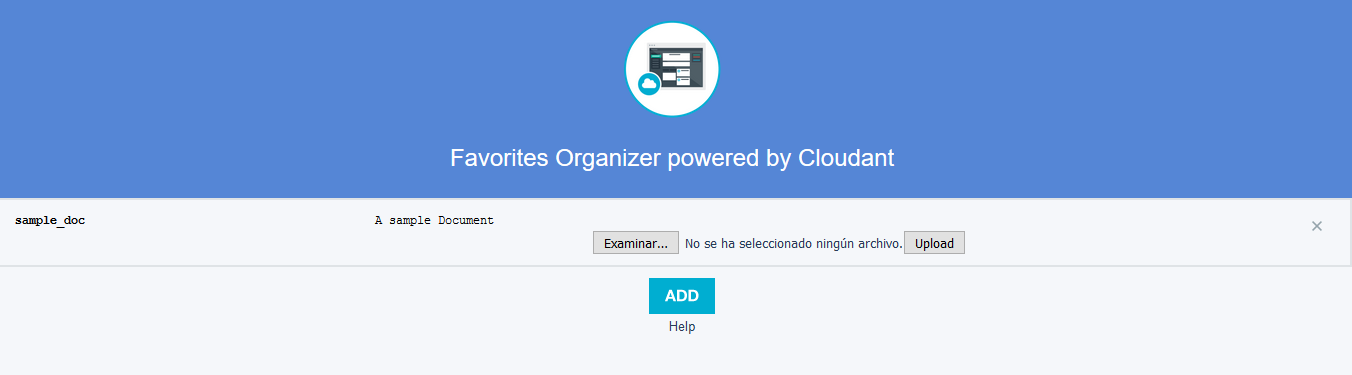 Favorites Organizer powered by Cloudant
sample_doc A sample Document
Examinar... No se ha seleccionado ningún archivo. Upload
ADD
Help